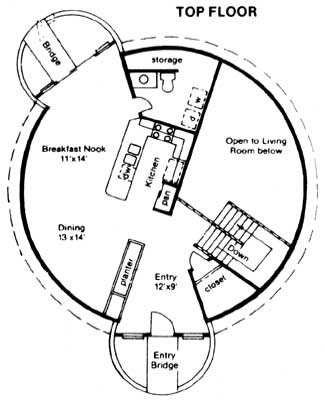 TOP FLOOR
Bridge
storage
w
d
Open to Living
Room below
Breakfast Nook
11'x14'
Kitchen
dw
pan
Dining
13 x14'
Down
planter
Entry
12'x9'
closet
Entry
Bridge